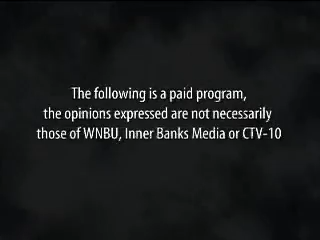 The following is a paid program,
the opinions expressed are not necessarily
those of WNBU, Inner Banks Media or CTV-10